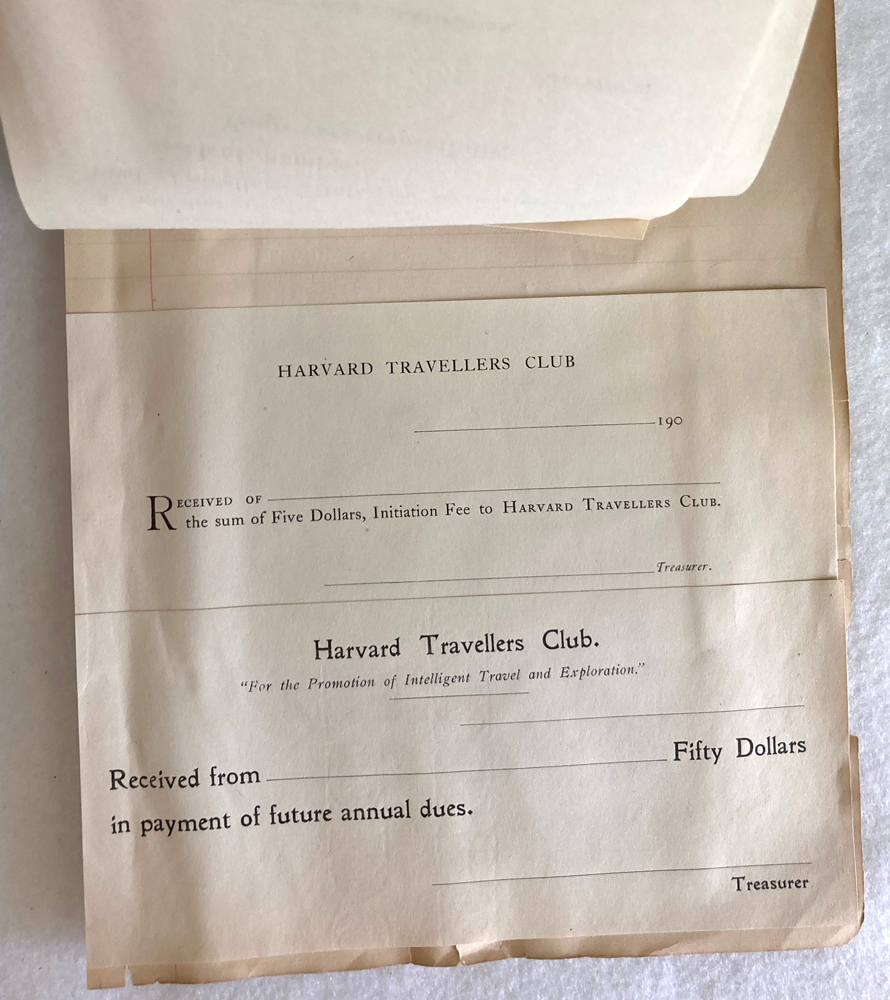 HARVARD TRAVELLERS CLUB
190
RECEIVED OF
the sum of Five Dollars, Initiation Fee to HARVARD TRAVELLERS CLUB.
Treasurer.
Harvard Travellers Club.
"For the Promotion of Intelligent Travel and Exploration."
Fifty Dollars
Received from
in payment of future annual dues.
Treasurer